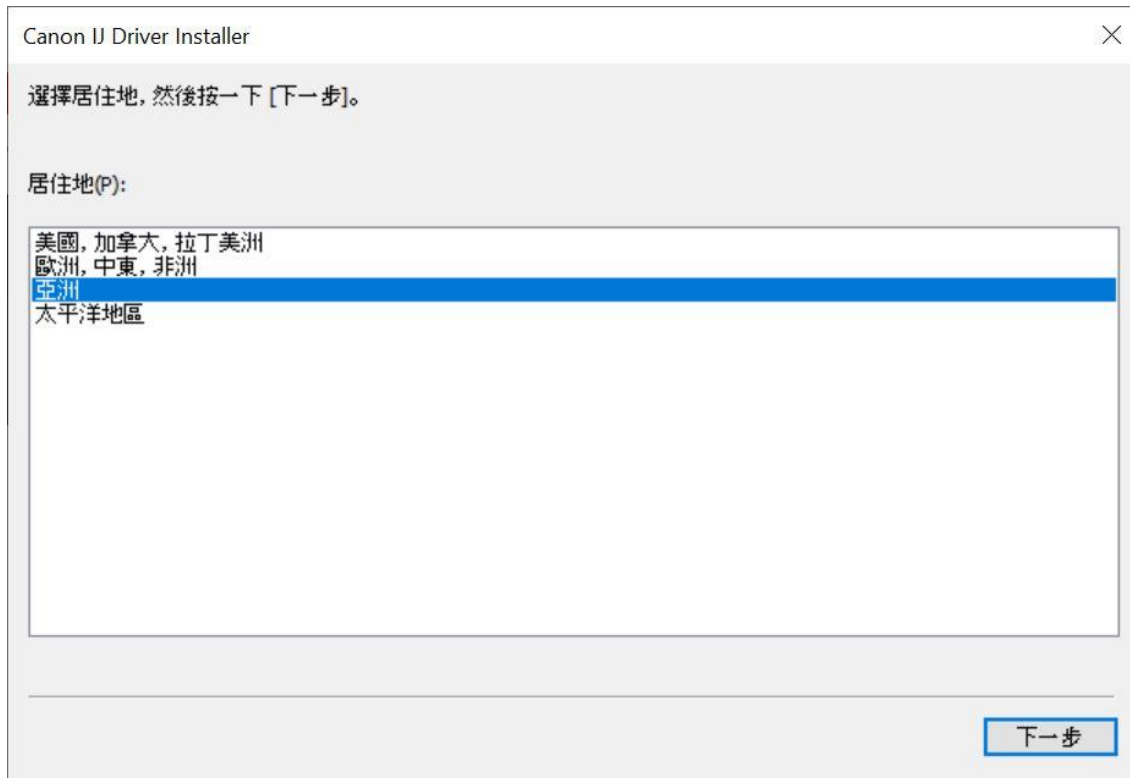 Canon IJ Driver Installer
選擇居住地, 然後按一下 [下一步]。
居住地(P):
美國, 加拿大, 拉丁美洲
歐洲, 中東, 非洲
亞洲
太平洋地區
下一步